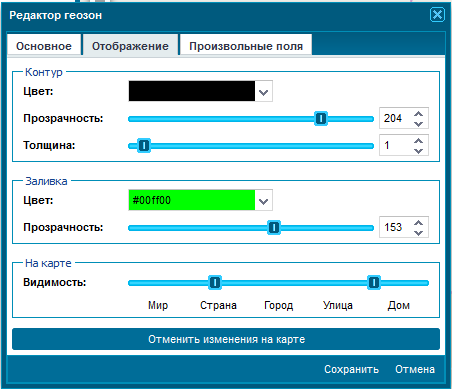 Редактор геозон
Основное Отображение Произвольные поля
Контур
Цвет:
Прозрачность: 204
Толщина: 1
Заливка
Цвет: #00ff00
Прозрачность: 153
На карте
Видимость:
Мир Страна Город Улица Дом
Отменить изменения на карте
Сохранить Отмена